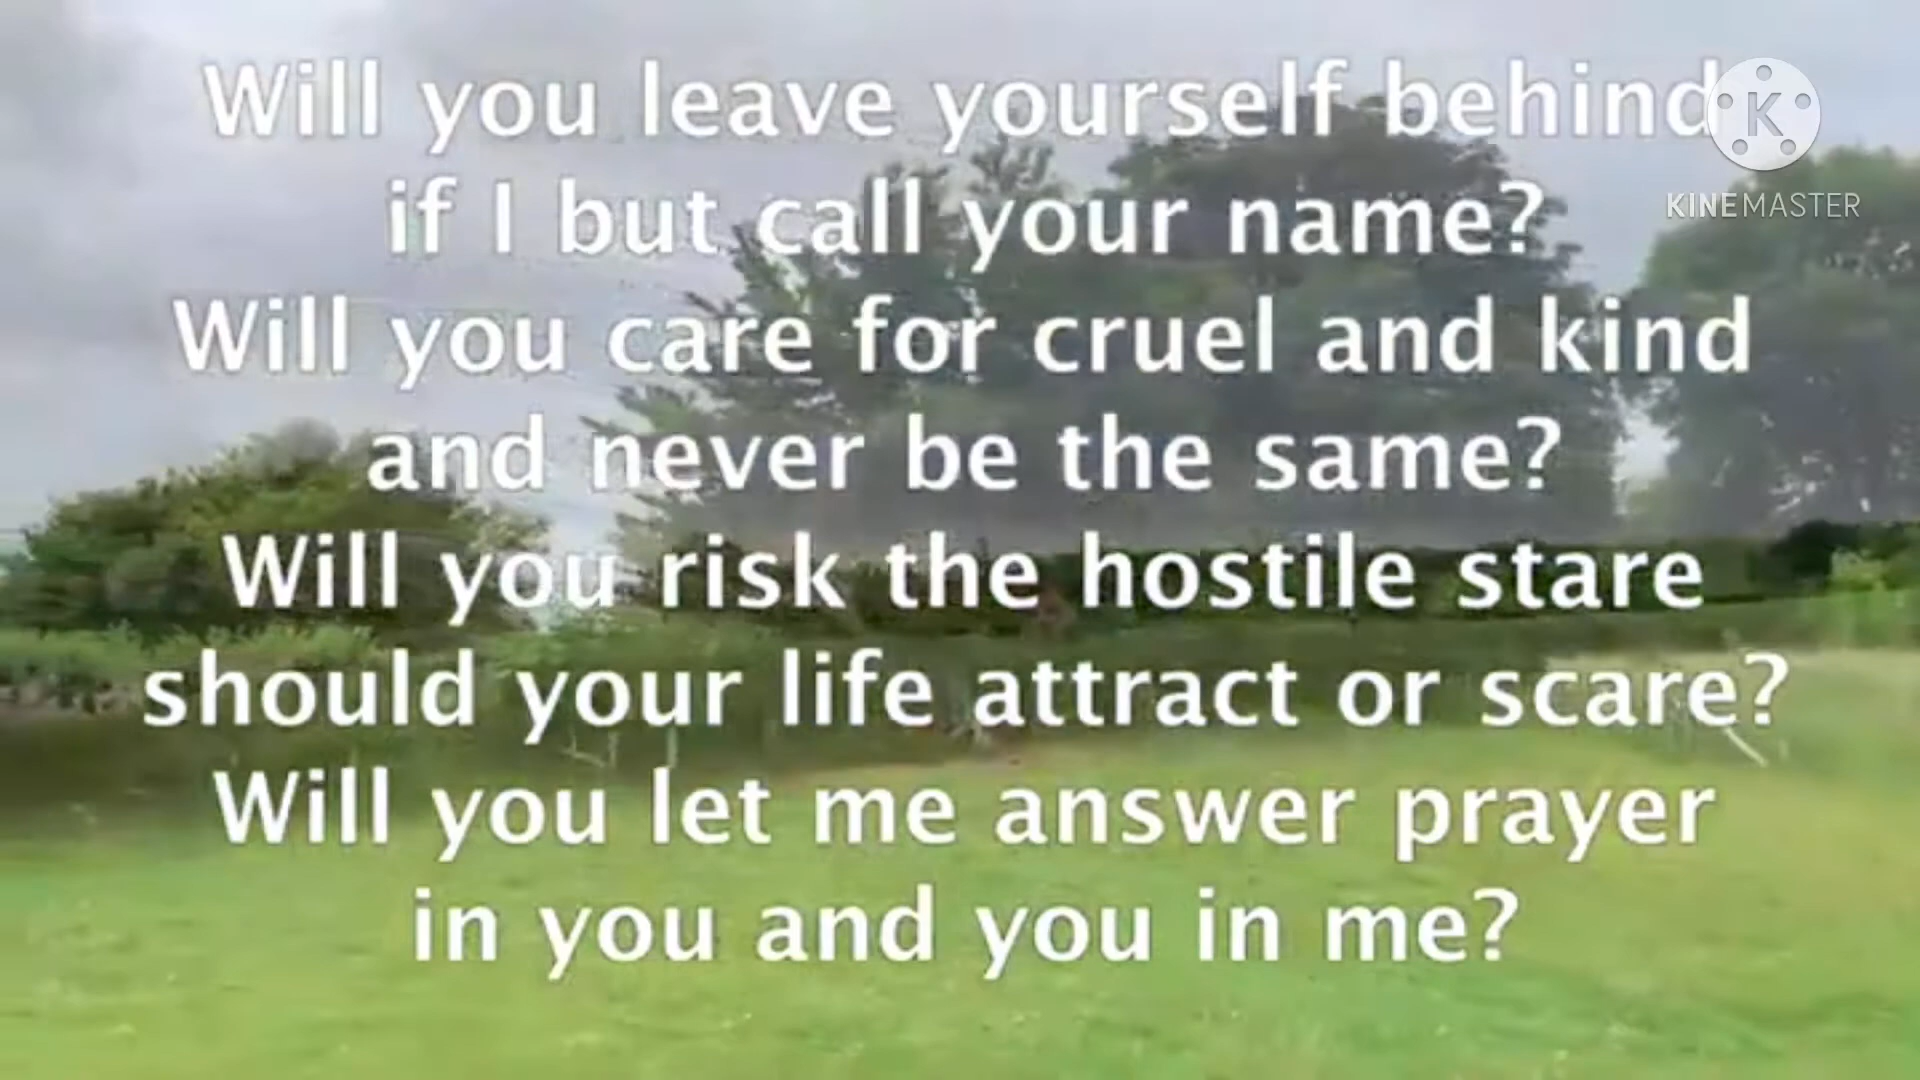 Will you leave yourself behind
if I but call your name?
Will you care for cruel and kind
and never be the same?
Will you risk the hostile stare
should your life attract or scare?
Will you let me answer prayer
in you and you in me?
K
KINEMASTER